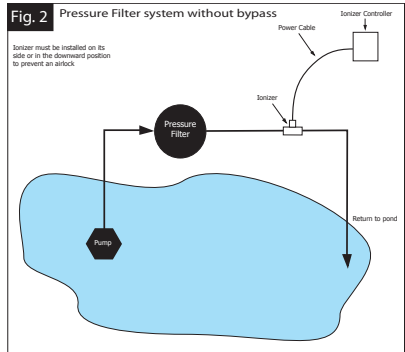 Fig. 2
Pressure Filter system without bypass
Ionizer Controller
Power Cable
Ionizer must be installed on its
side or in the downward position
to prevent an airlock
Ionizer
Pressure
Filter
Return to pond
Pump